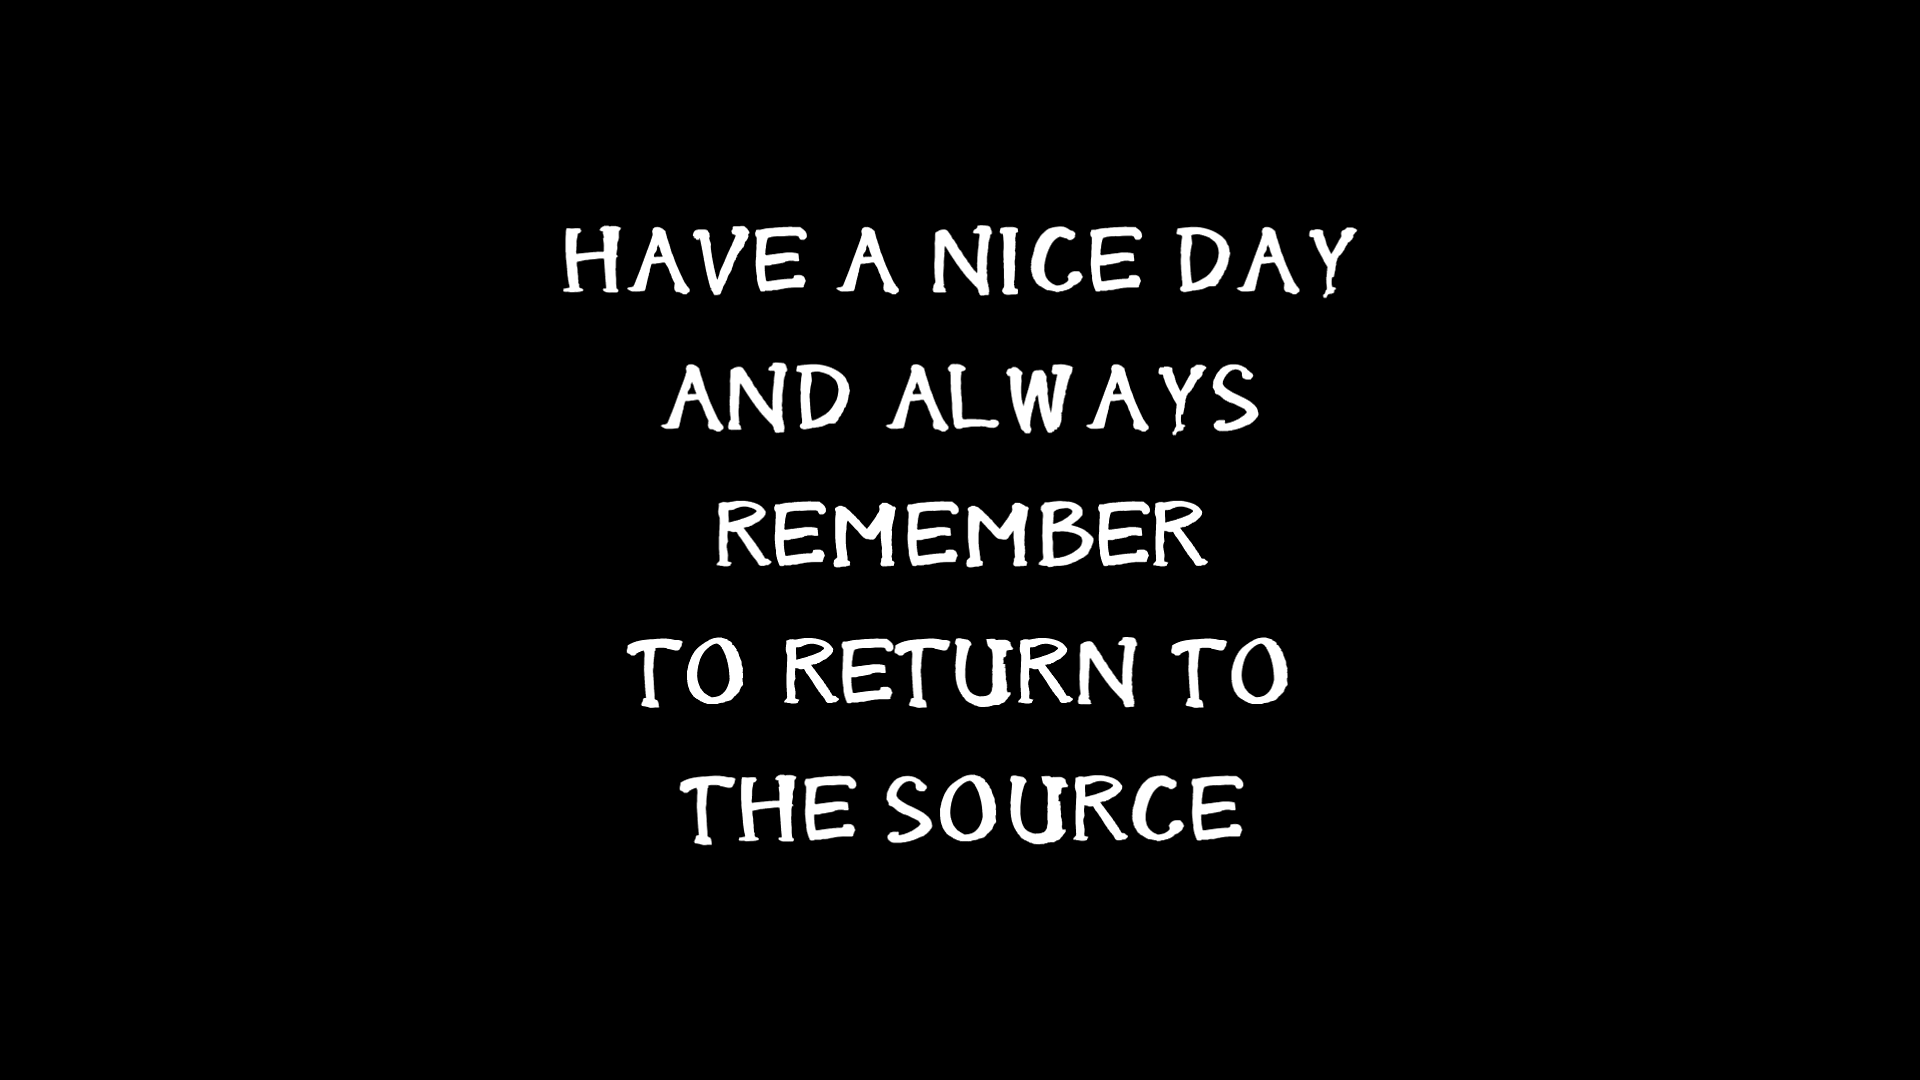 HAVE A NICE DAY
AND ALWAYS
REMEMBER
TO RETURN TO
THE SOURCE